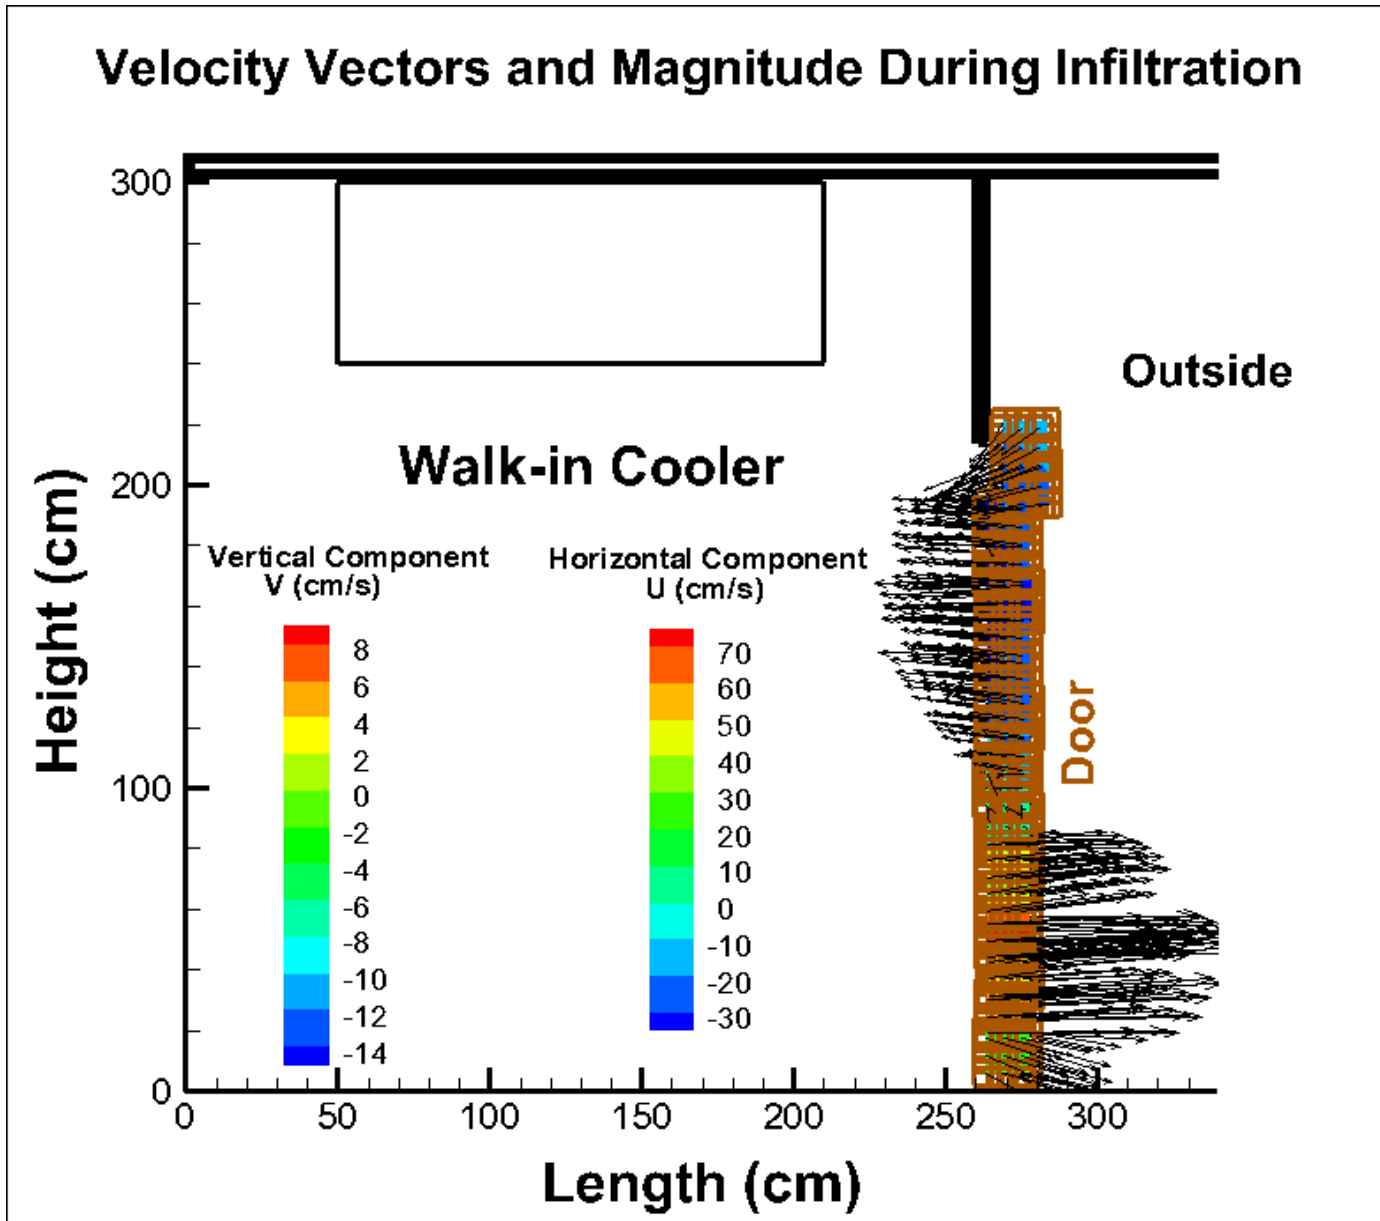 Velocity Vectors and Magnitude During Infiltration
300
Outside
Walk-in Cooler
200
Height (cm)
Vertical Component
V (cm/s)
8
6
4
2
0
-2
-4
-6
-8
-10
-12
-14
Horizontal Component
U (cm/s)
70
60
50
40
30
20
10
0
-10
-20
-30
Door
100
0
0 50 100 150 200 250 300
Length (cm)